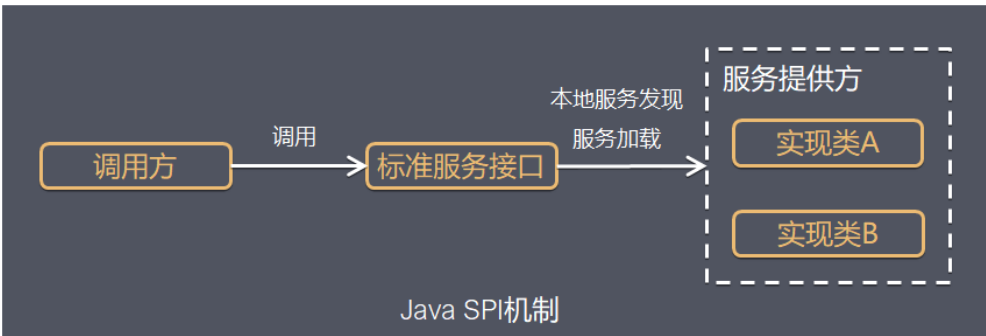 调用方
调用
标准服务接口
本地服务发现
服务加载
服务提供方
实现类A
实现类B
Java SPI机制